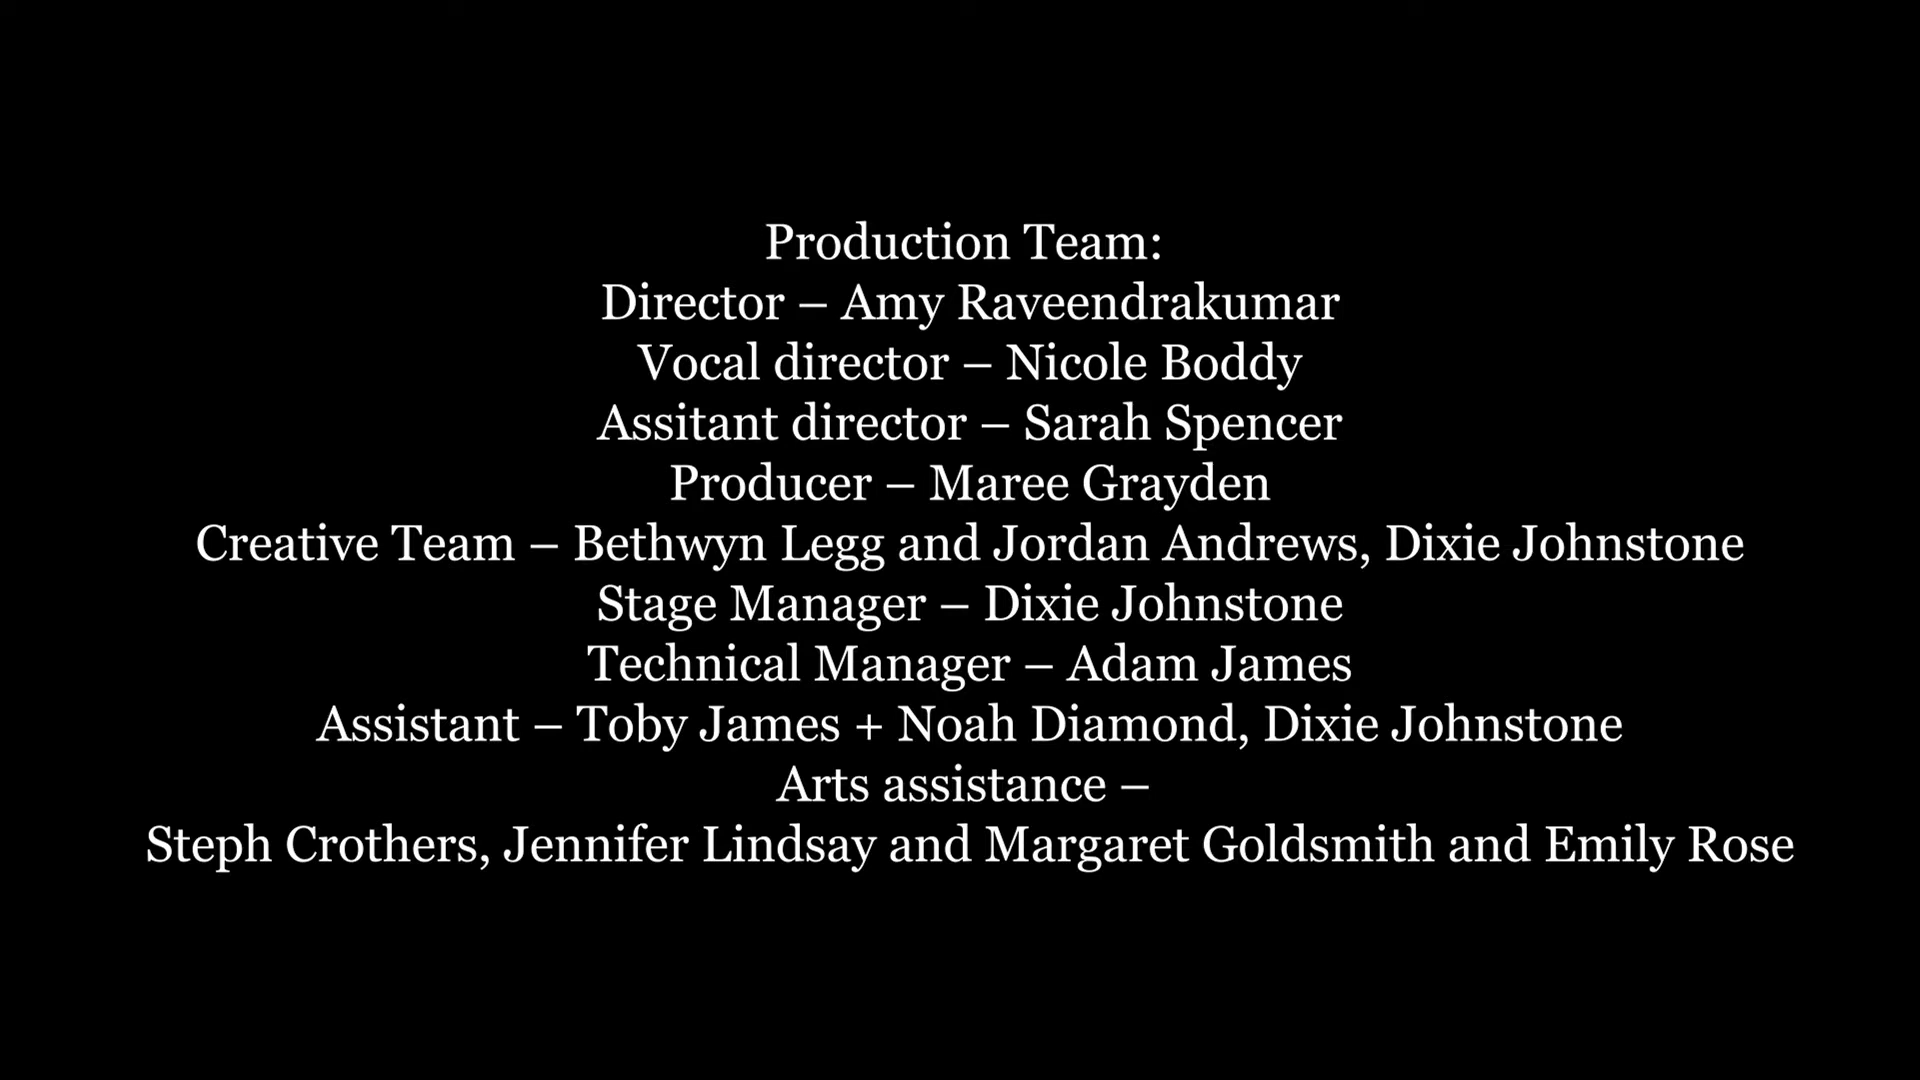 Production Team:
Director – Amy Raveendrakumar
Vocal director – Nicole Boddy
Assitant director – Sarah Spencer
Producer – Maree Grayden
Creative Team – Bethwyn Legg and Jordan Andrews, Dixie Johnstone
Stage Manager – Dixie Johnstone
Technical Manager – Adam James
Assistant – Toby James + Noah Diamond, Dixie Johnstone
Arts assistance –
Steph Crothers, Jennifer Lindsay and Margaret Goldsmith and Emily Rose